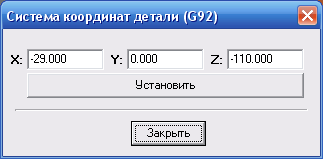 Система координат детали (G92)
X: -29.000 Y: 0.000 Z: -110.000
Установить
Закрыть